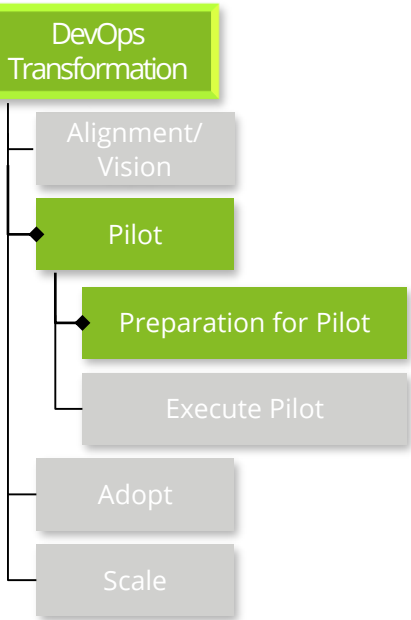 DevOps
Transformation
Alignment/
Vision
Pilot
Preparation for Pilot
Execute Pilot
Adopt
Scale